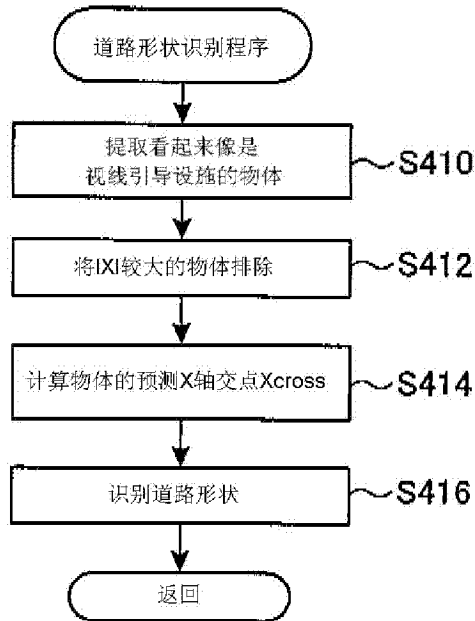 道路形状识别程序
提取看起来像是
视线引导设施的物体
S410
将|X|较大的物体排除
S412
计算物体的预测X轴交点Xcross
S414
识别道路形状
S416
返回